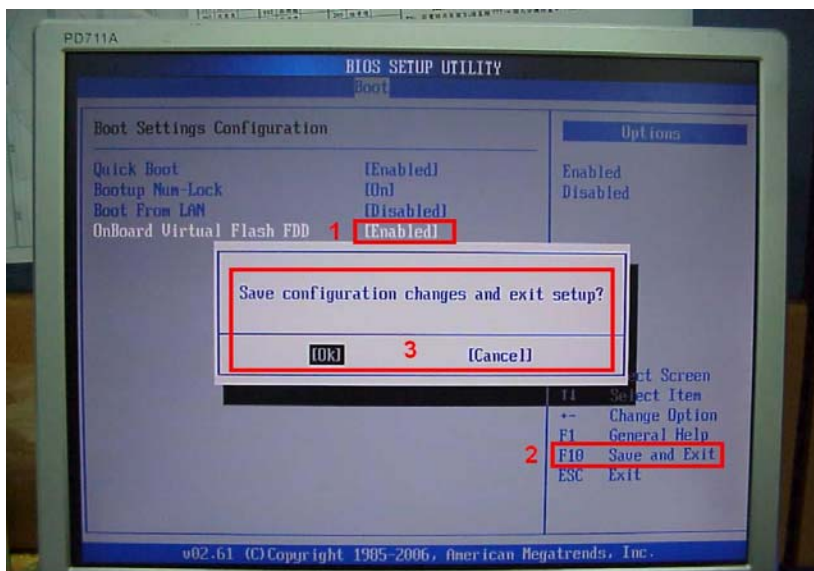 PD711A
BIOS SETUP UTILITY
Boot
Boot Settings Configuration
Options
Quick Boot [Enabled]
Bootup Num-Lock [On]
Boot From LAN [Disabled]
OnBoard Virtual Flash FDD 1 [Enabled]
Enabled
Disabled
Save configuration changes and exit setup?
[Ok] 3 [Cancel]
Screen
↑↓ Select Item
+- Change Option
F1 General Help
2 F10 Save and Exit
ESC Exit
v02.61 (C)Copyright 1985-2006, American Megatrends, Inc.